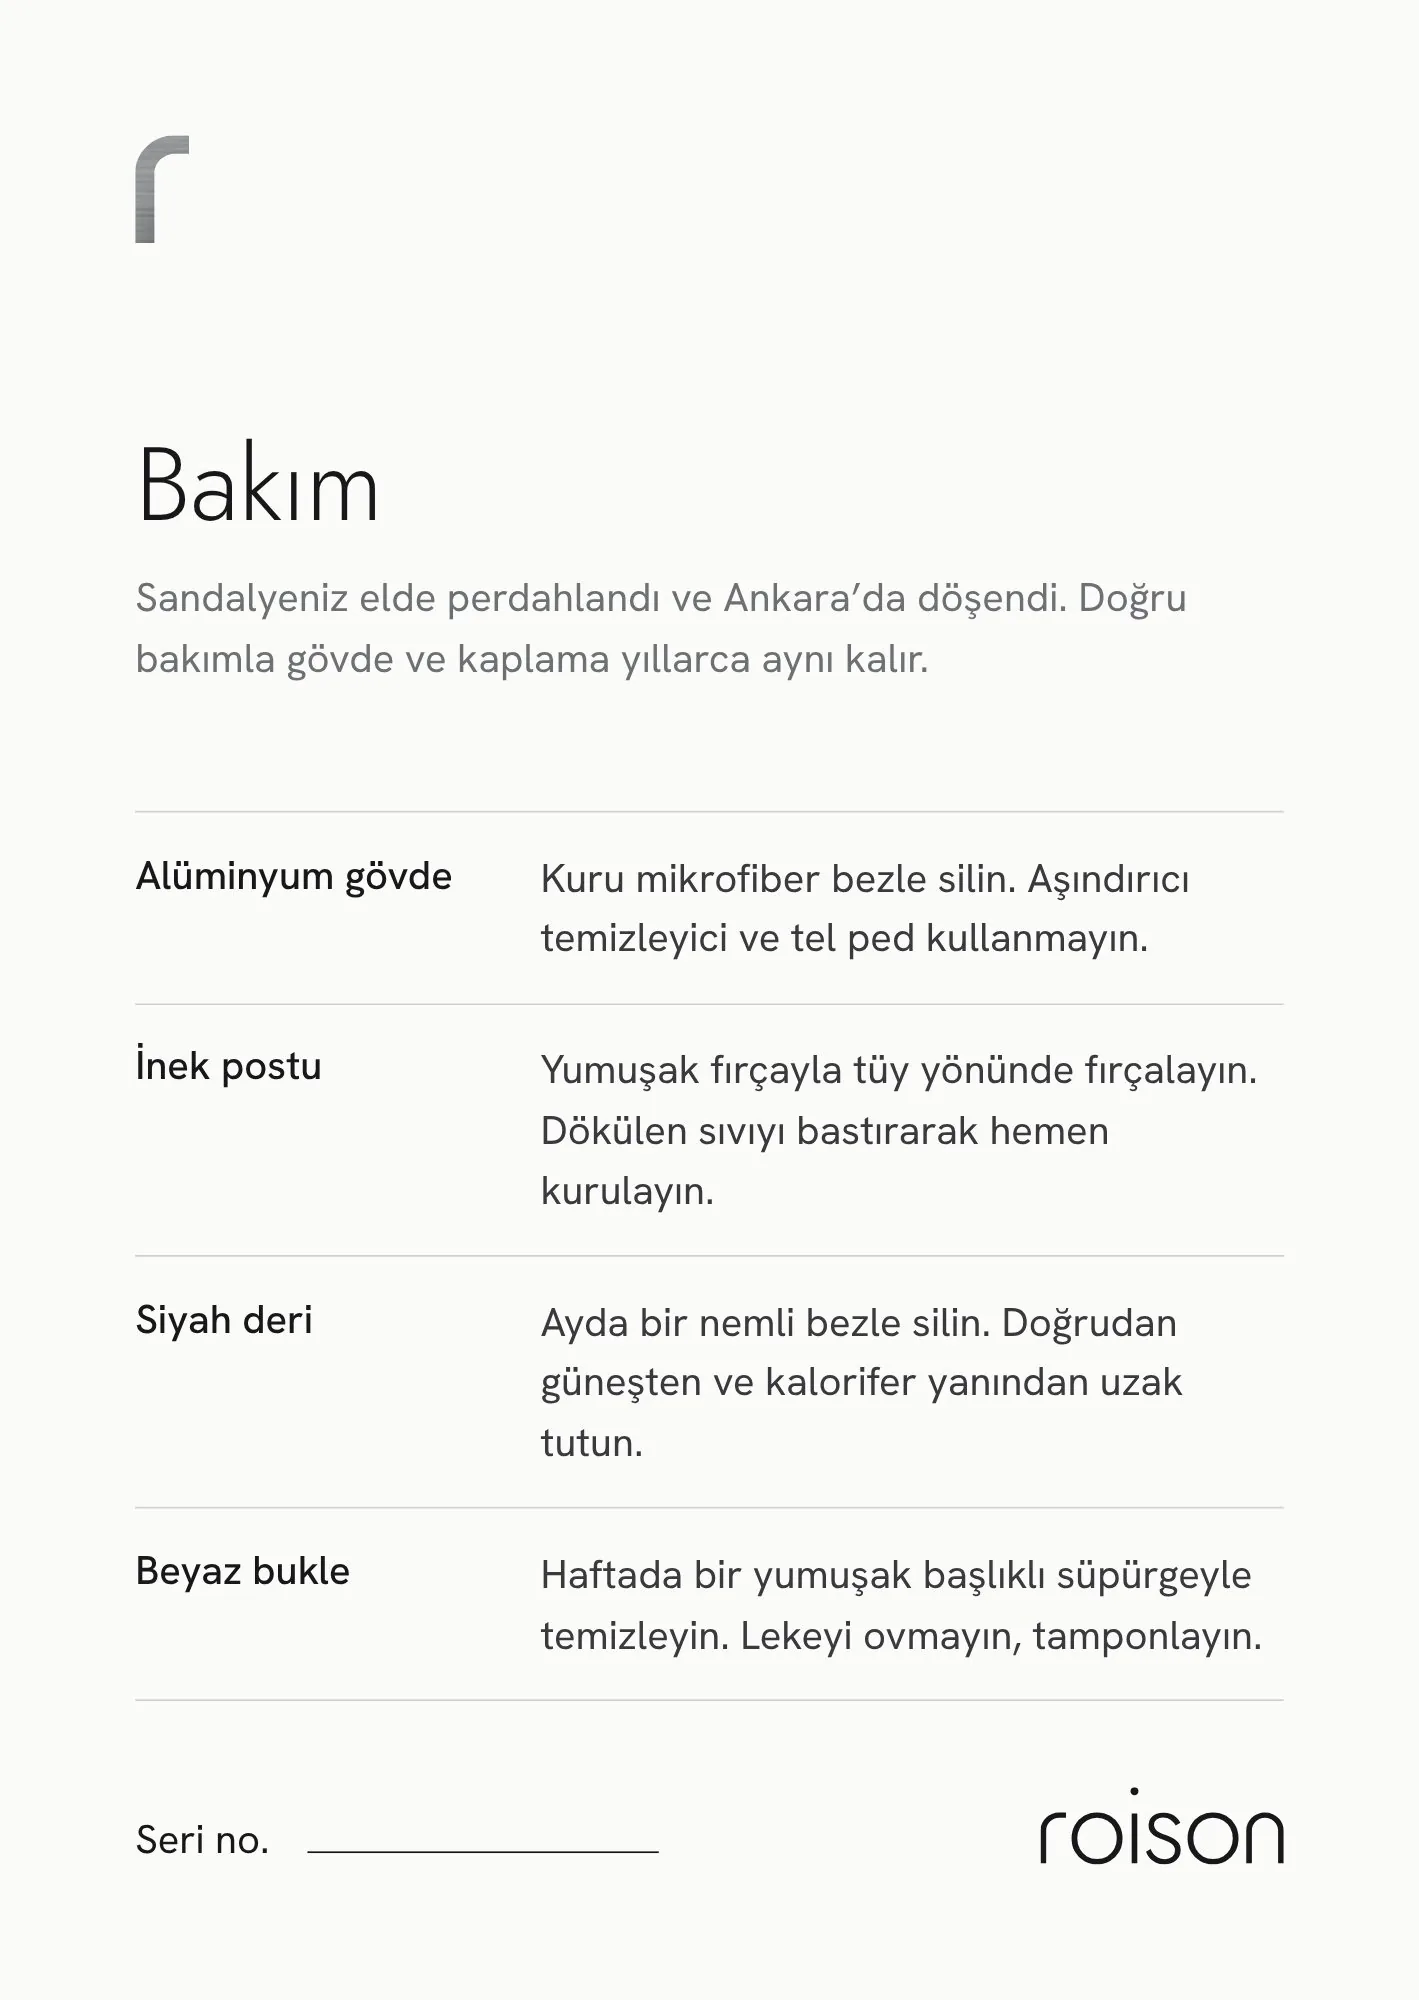 r
Bakım
Sandalyeniz elde perdahlandı ve Ankara’da döşendi. Doğru
bakımla gövde ve kaplama yıllarca aynı kalır.
Alüminyum gövde
Kuru mikrofiber bezle silin. Aşındırıcı
temizleyici ve tel ped kullanmayın.
İnek postu
Yumuşak fırçayla tüy yönünde fırçalayın.
Dökülen sıvıyı bastırarak hemen
kurulayın.
Siyah deri
Ayda bir nemli bezle silin. Doğrudan
güneşten ve kalorifer yanından uzak
tutun.
Beyaz bukle
Haftada bir yumuşak başlıklı süpürgeyle
temizleyin. Lekeyi ovmayın, tamponlayın.
Seri no.
roison